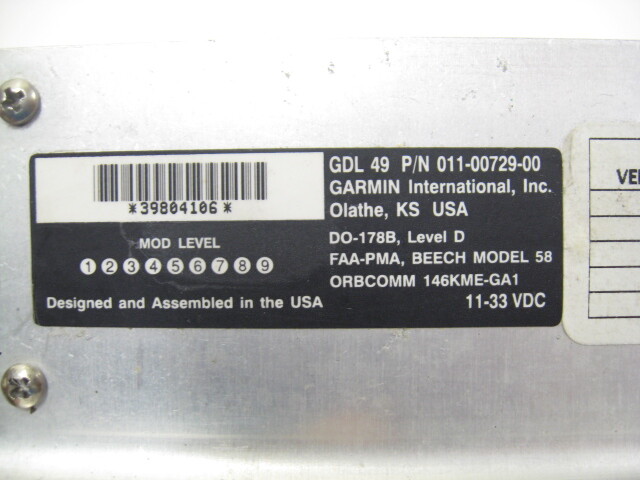 *39804106*
MOD LEVEL
1 2 3 4 5 6 7 8 9
Designed and Assembled in the USA
GDL 49 P/N 011-00729-00
GARMIN International, Inc.
Olathe, KS USA
DO-178B, Level D
FAA-PMA, BEECH MODEL 58
ORBCOMM 146KME-GA1
11-33 VDC